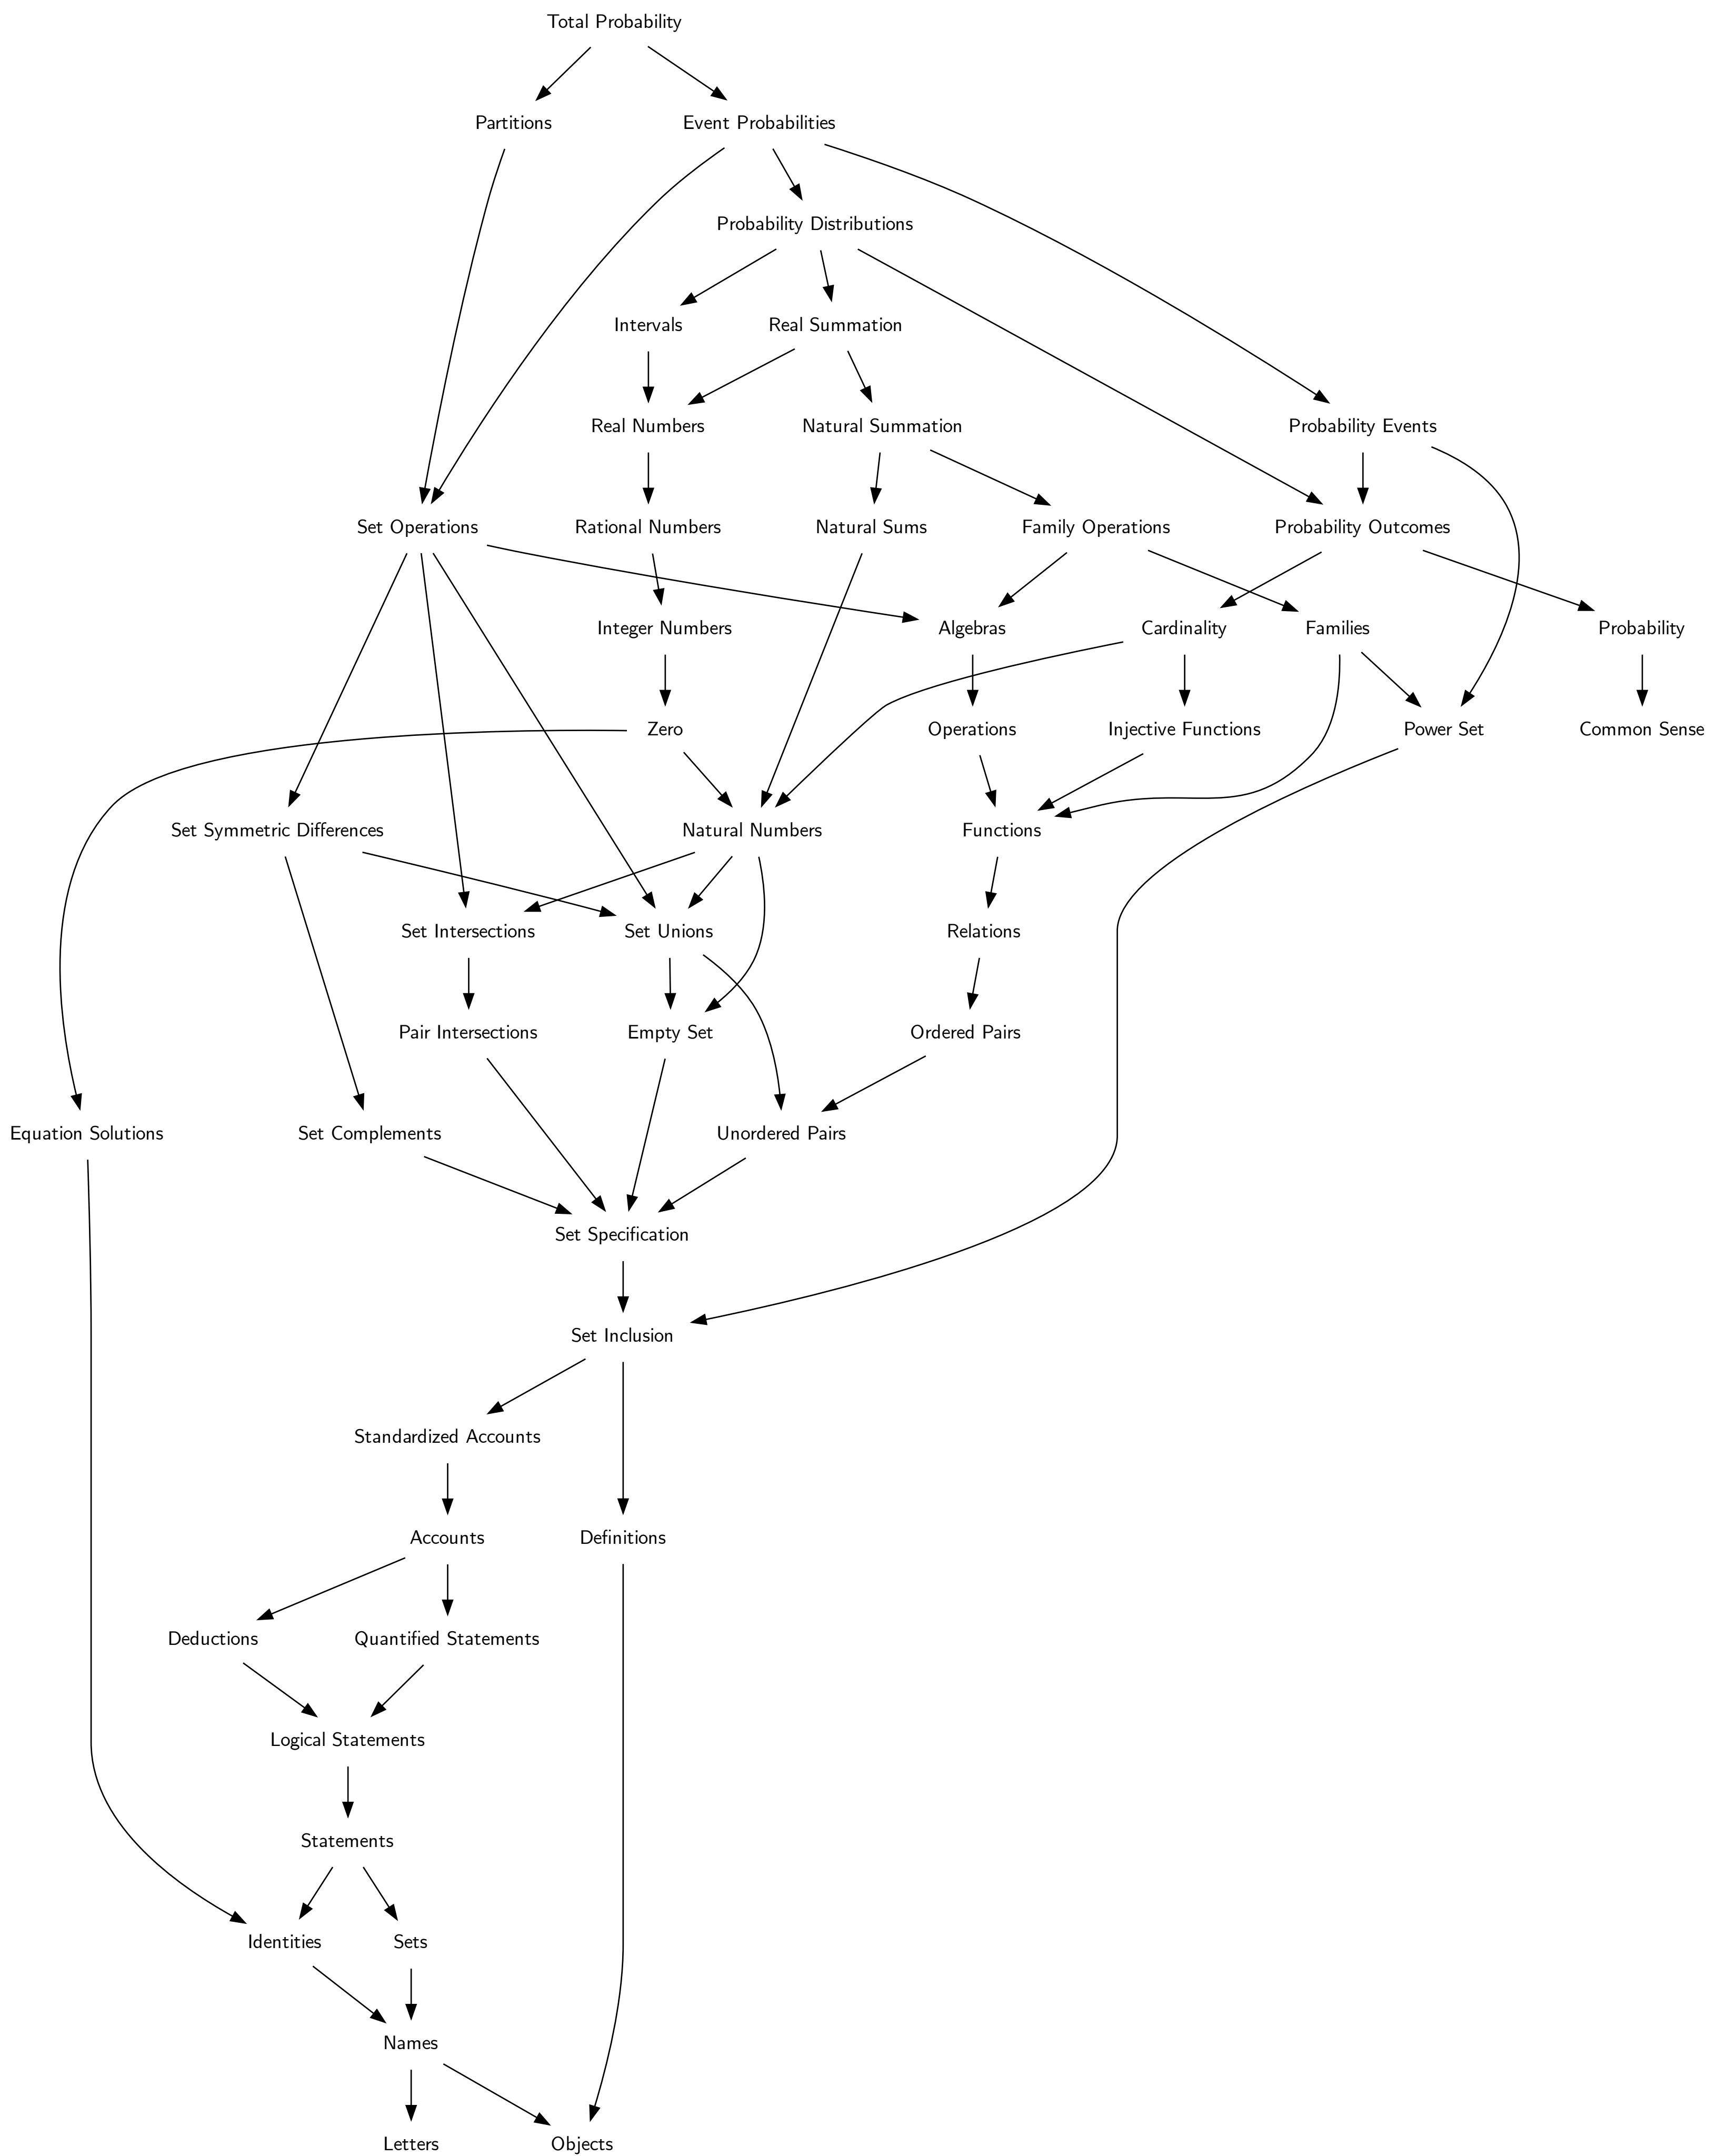 Total Probability
Partitions
Event Probabilities
Probability Distributions
Intervals
Real Summation
Real Numbers
Natural Summation
Probability Events
Set Operations
Rational Numbers
Natural Sums
Family Operations
Probability Outcomes
Integer Numbers
Algebras
Cardinality
Families
Probability
Zero
Operations
Injective Functions
Power Set
Common Sense
Set Symmetric Differences
Natural Numbers
Functions
Set Intersections
Set Unions
Relations
Pair Intersections
Empty Set
Ordered Pairs
Equation Solutions
Set Complements
Unordered Pairs
Set Specification
Set Inclusion
Standardized Accounts
Accounts
Definitions
Deductions
Quantified Statements
Logical Statements
Statements
Identities
Sets
Names
Letters
Objects